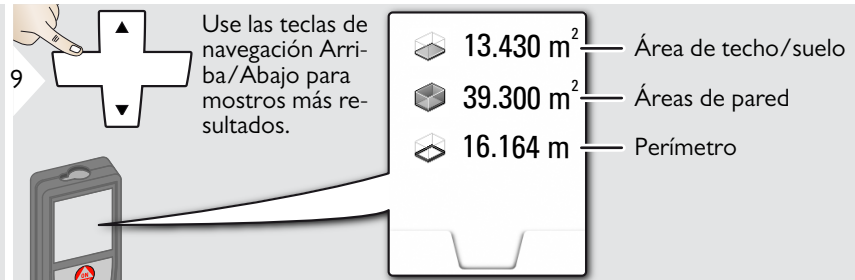 9
Use las teclas de
navegación Arri-
ba/Abajo para
mostros más re-
sultados.
13.430 m²
Área de techo/suelo
39.300 m²
Áreas de pared
16.164 m
Perímetro
ON